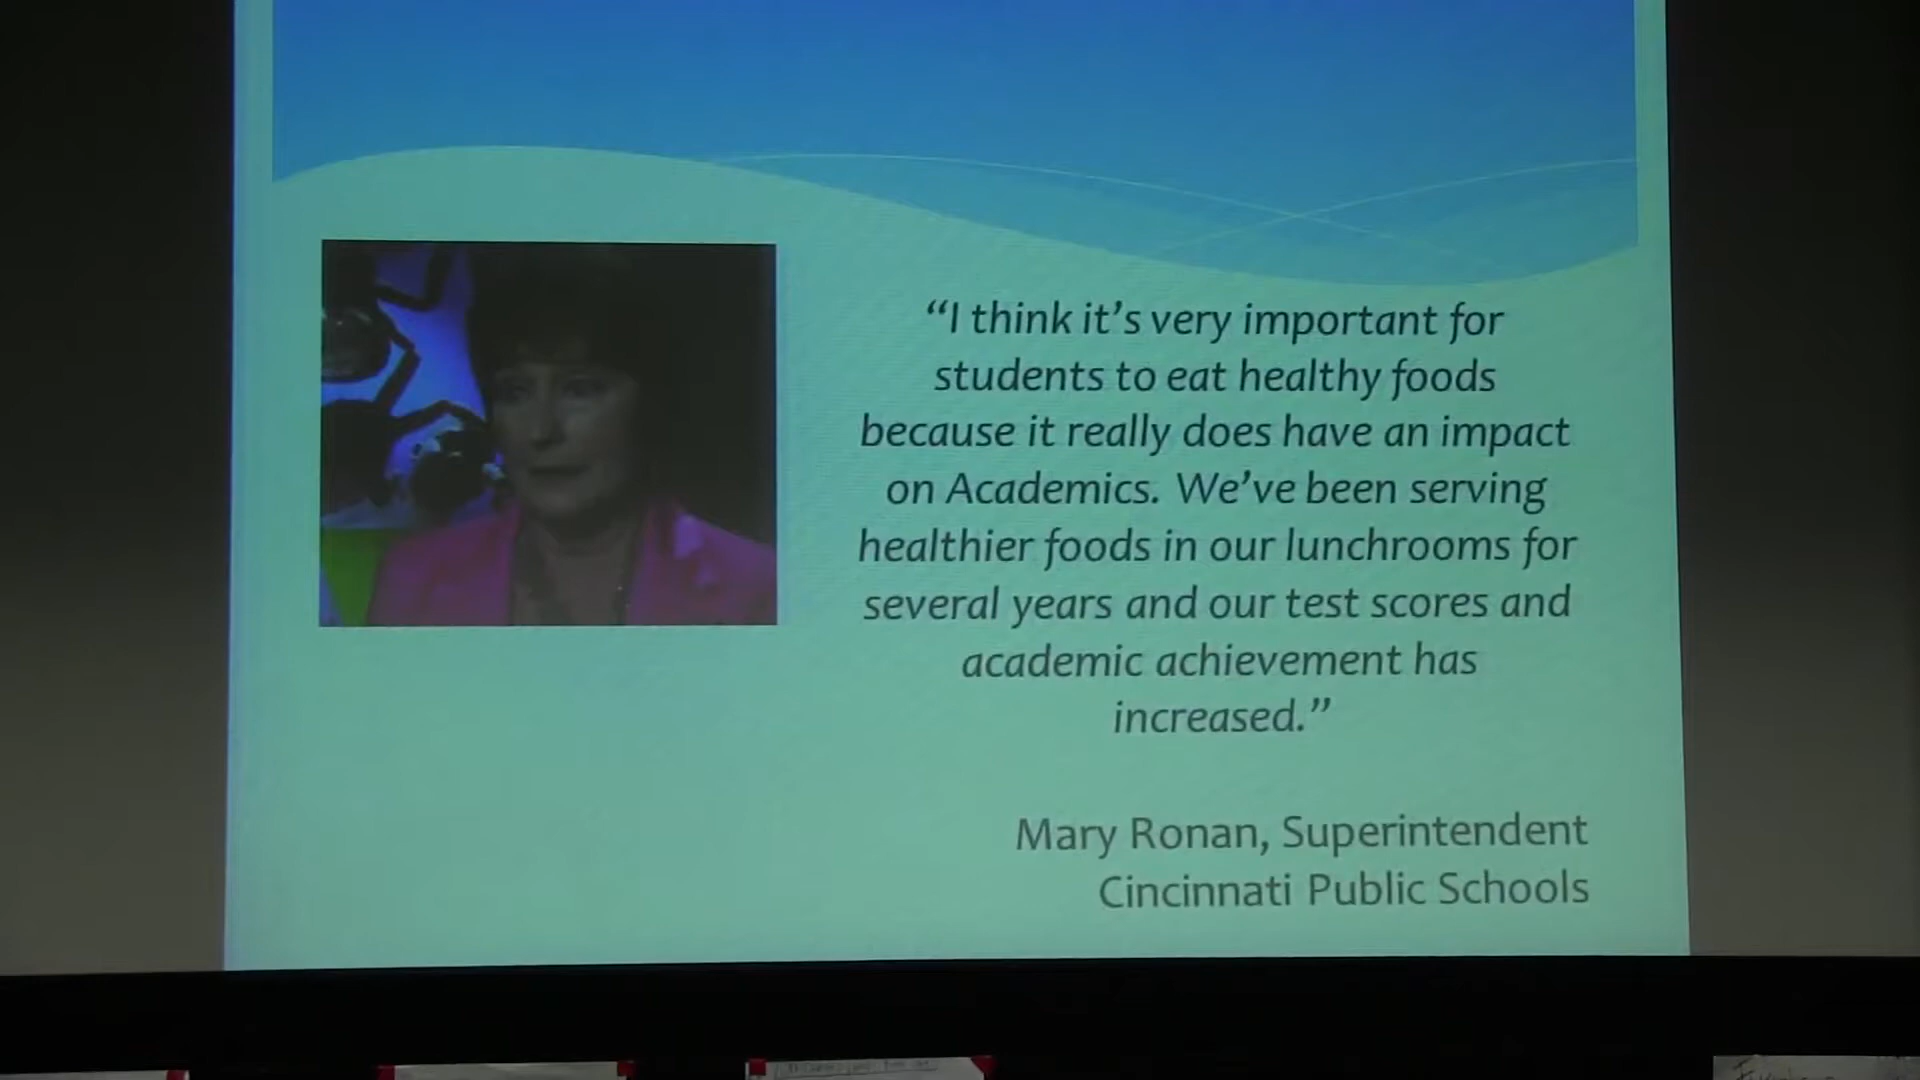 “I think it’s very important for
students to eat healthy foods
because it really does have an impact
on Academics. We’ve been serving
healthier foods in our lunchrooms for
several years and our test scores and
academic achievement has
increased.”
Mary Ronan, Superintendent
Cincinnati Public Schools